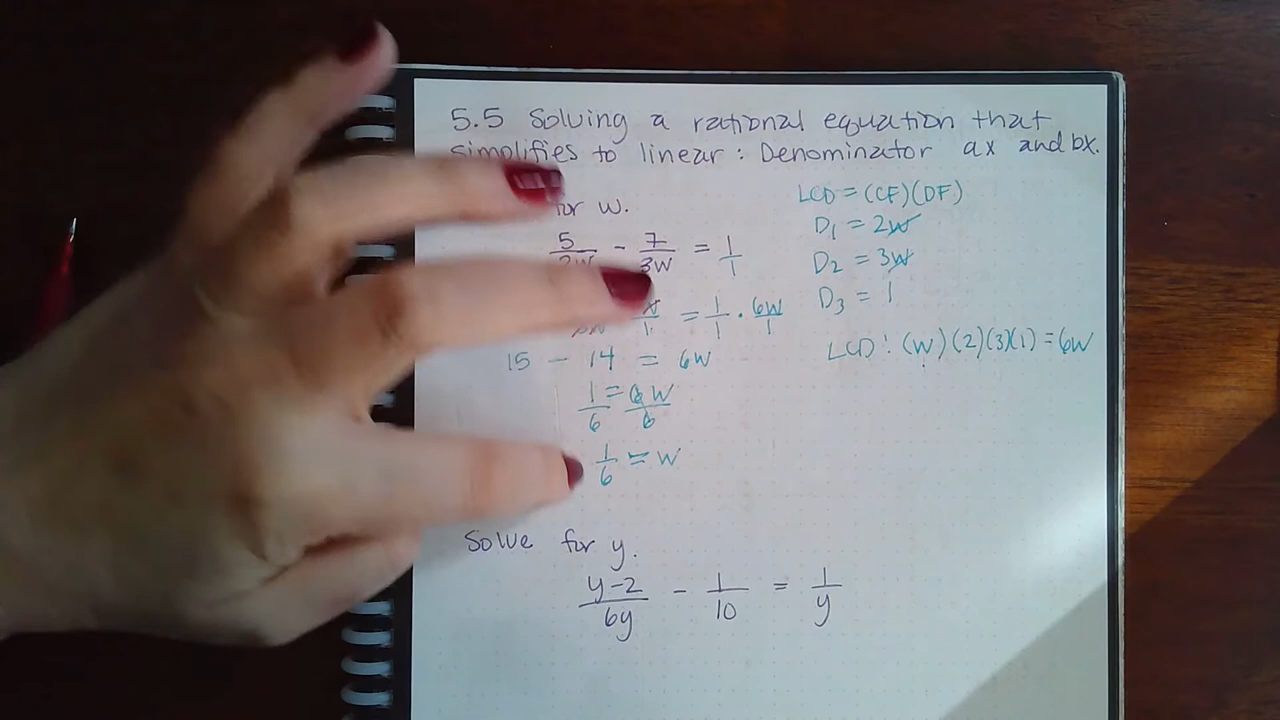 5.5 Solving a rational equation that
simplifies to linear: Denominator ax and bx.
for w.
5/2w - 7/3w = 1/1
= 1/1 · 6w/1
15 - 14 = 6w
1/6 = 6w/6
1/6 = w
LCD = (CF)(DF)
D1 = 2w
D2 = 3w
D3 = 1
LCD: (w)(2)(3)(1) = 6w
Solve for y.
y-2/6y - 1/10 = 1/y